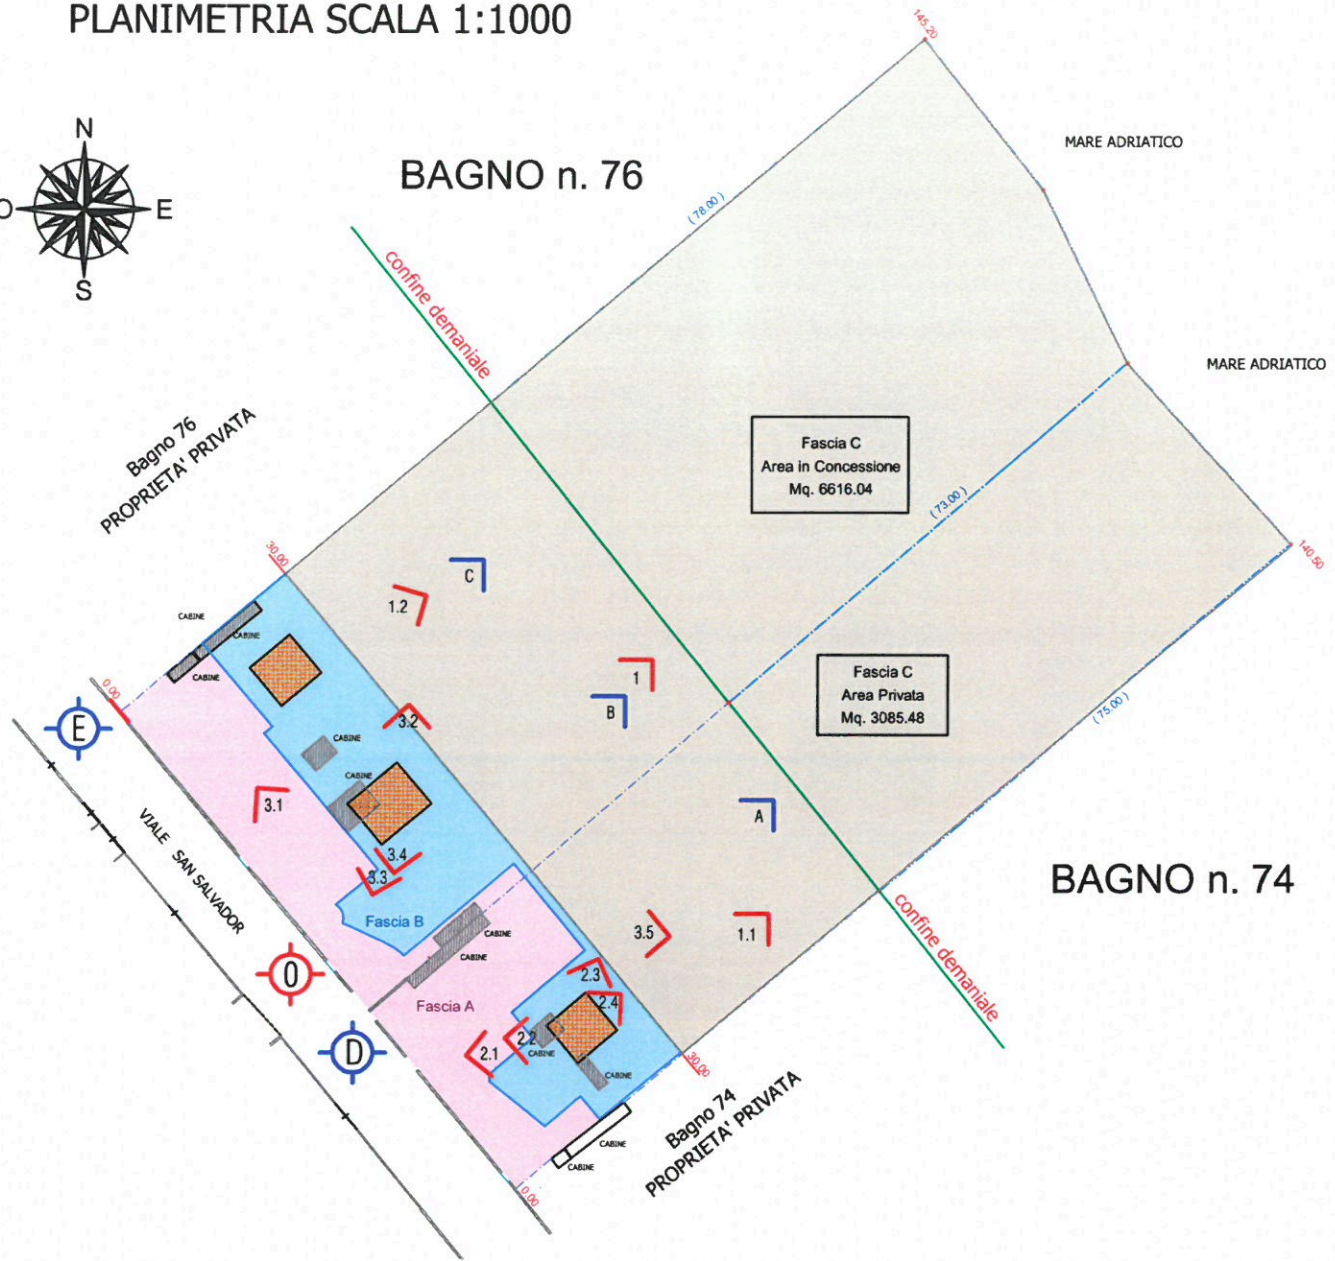 PLANIMETRIA SCALA 1:1000
145.20
N
O
E
S
MARE ADRIATICO
BAGNO n. 76
( 78.00 )
confine demaniale
MARE ADRIATICO
Bagno 76
PROPRIETA' PRIVATA
Fascia C
Area in Concessione
Mq. 6616.04
( 73.00 )
30.00
140.50
C
1.2
CABINE
CABINE
CABINE
1
B
Fascia C
Area Privata
Mq. 3085.48
( 75.00 )
0.00
E
3.2
CABINE
CABINE
3.1
A
VIALE SAN SALVADOR
3.4
3.3
BAGNO n. 74
Fascia B
CABINE
CABINE
3.5
1.1
confine demaniale
O
2.3
2.4
Fascia A
D
2.1
2.2
CABINE
CABINE
30.00
Bagno 74
PROPRIETA' PRIVATA
CABINE
CABINE
0.00